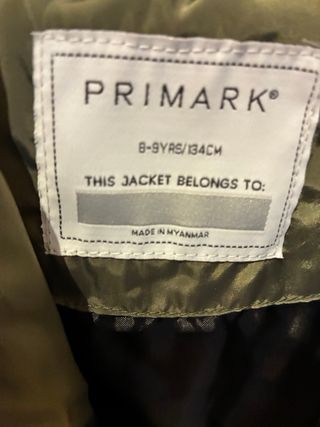 PRIMARK®
8-9YRS/134CM
THIS JACKET BELONGS TO:
MADE IN MYANMAR